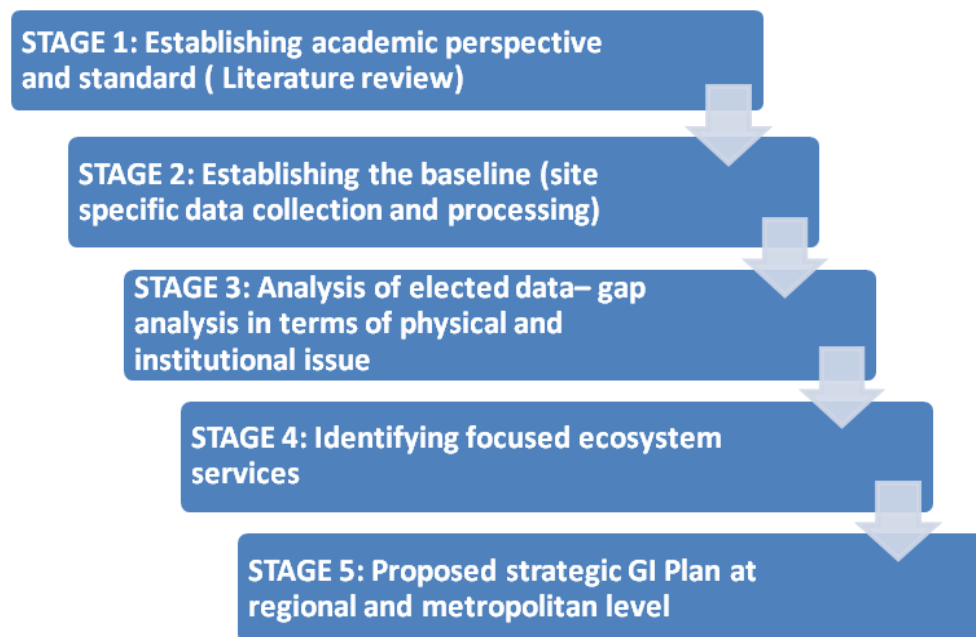 STAGE 1: Establishing academic perspective
and standard ( Literature review)
STAGE 2: Establishing the baseline (site
specific data collection and processing)
STAGE 3: Analysis of elected data– gap
analysis in terms of physical and
institutional issue
STAGE 4: Identifying focused ecosystem
services
STAGE 5: Proposed strategic GI Plan at
regional and metropolitan level